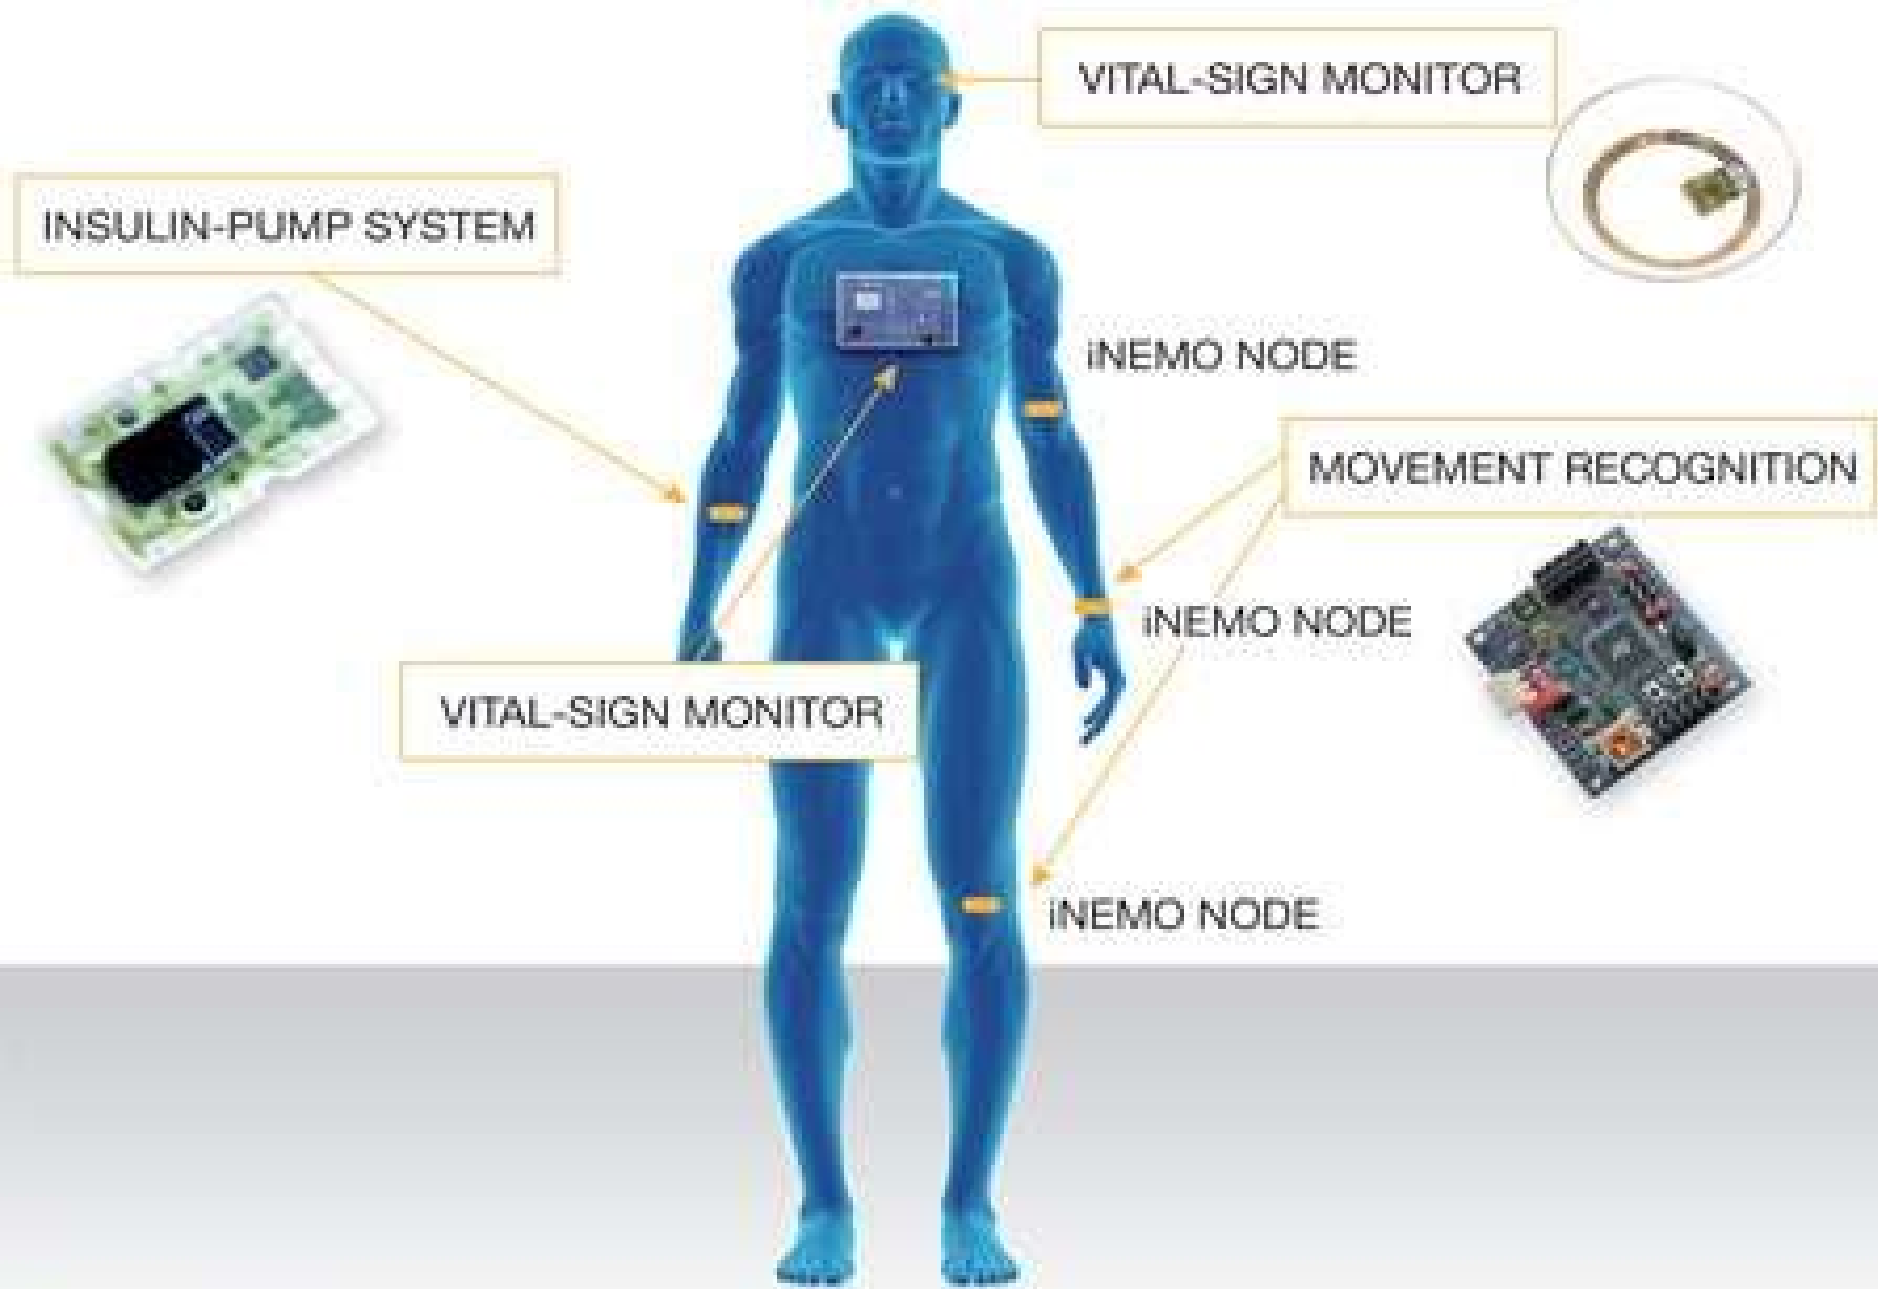 VITAL-SIGN MONITOR
INSULIN-PUMP SYSTEM
iNEMO NODE
MOVEMENT RECOGNITION
iNEMO NODE
VITAL-SIGN MONITOR
iNEMO NODE